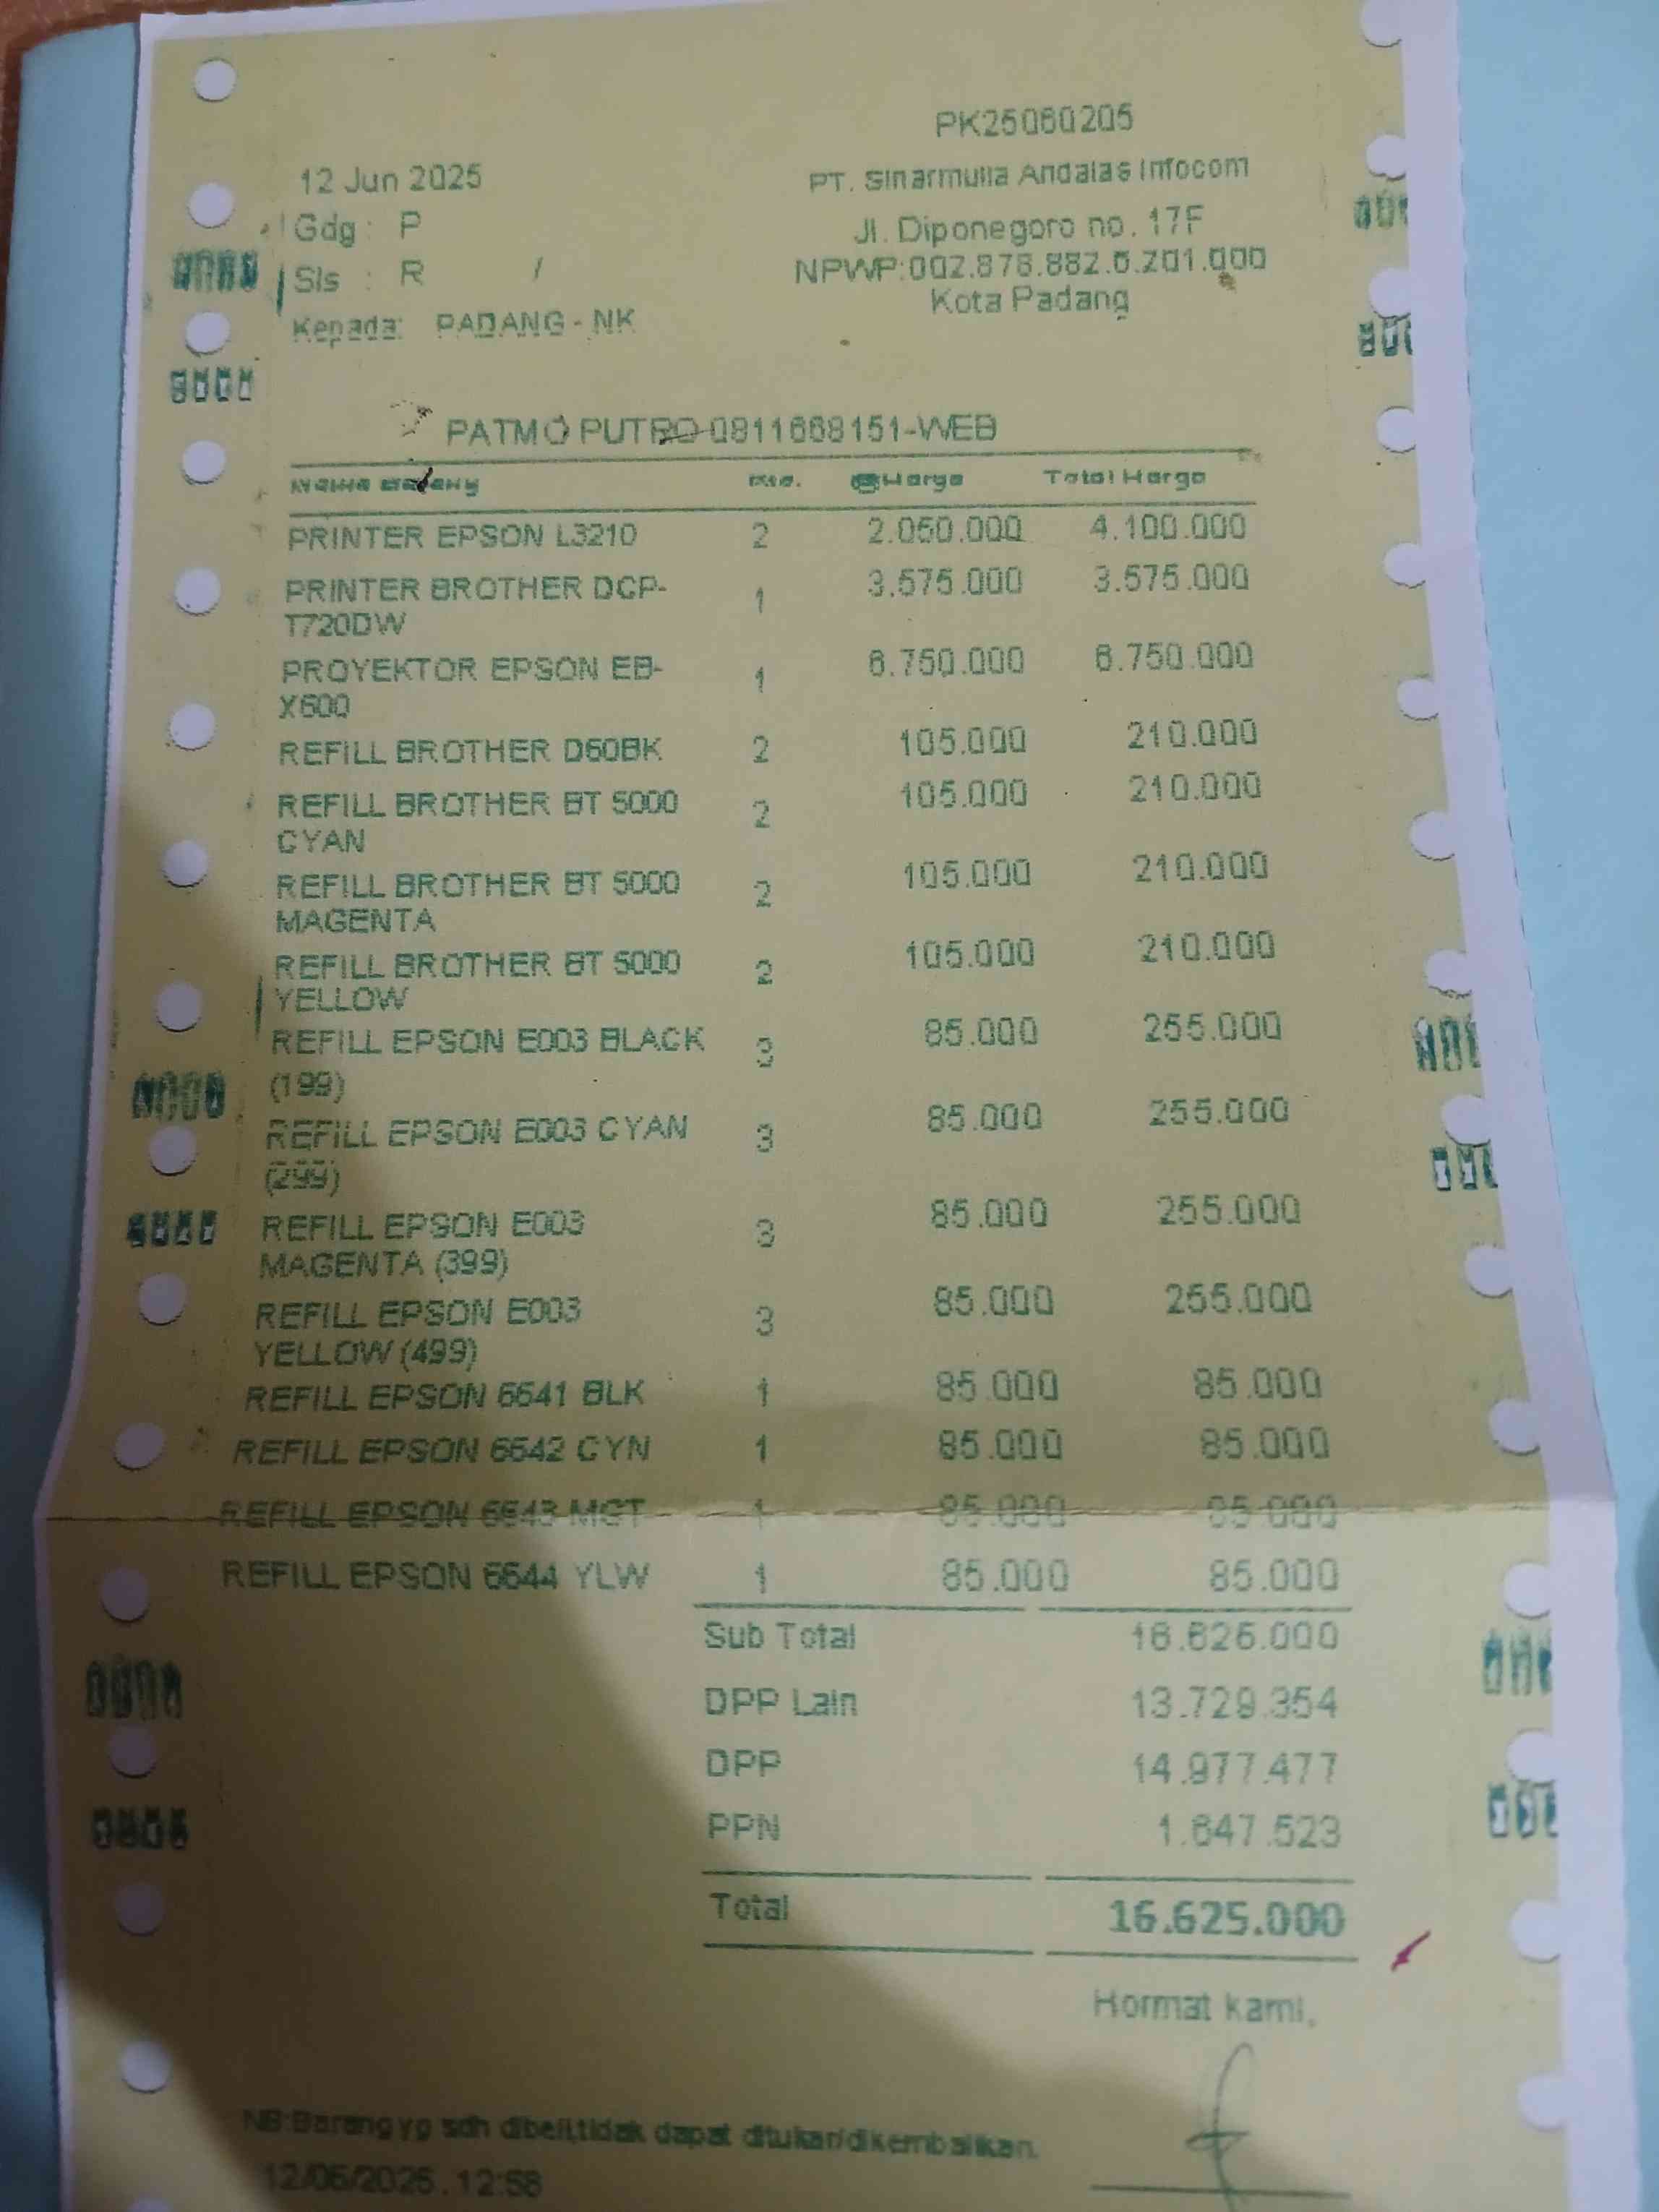 PK25060205
12 Jun 2025
PT. Sinarmulia Andalas Infocom
Gdg : P
Jl. Diponegoro no. 17F
Sls : R /
NPWP:002.878.882.0.201.000
Kota Padang
Kepada: PADANG - NK
PATMO PUTRO 0811668151-WEB
Nama Barang @Harga Total Harga
PRINTER EPSON L3210 2 2.050.000 4.100.000
PRINTER BROTHER DCP- 1 3.575.000 3.575.000
T720DW
PROYEKTOR EPSON EB- 1 6.750.000 6.750.000
X600
REFILL BROTHER D60BK 2 105.000 210.000
REFILL BROTHER BT 5000 2 105.000 210.000
CYAN
REFILL BROTHER BT 5000 2 105.000 210.000
MAGENTA
REFILL BROTHER BT 5000 2 105.000 210.000
YELLOW
REFILL EPSON E003 BLACK 3 85.000 255.000
(199)
REFILL EPSON E003 CYAN 3 85.000 255.000
(299)
REFILL EPSON E003 3 85.000 255.000
MAGENTA (399)
REFILL EPSON E003 3 85.000 255.000
YELLOW (499)
REFILL EPSON 6641 BLK 1 85.000 85.000
REFILL EPSON 6642 CYN 1 85.000 85.000
REFILL EPSON 6643 MGT 1 85.000 85.000
REFILL EPSON 6644 YLW 1 85.000 85.000
Sub Total 16.625.000
DPP Lain 13.729.354
DPP 14.977.477
PPN 1.647.523
Total 16.625.000
Hormat kami,
NB:Barang yg sdh dibeli,tidak dapat ditukar/dikembalikan.
12/06/2025, 12:58